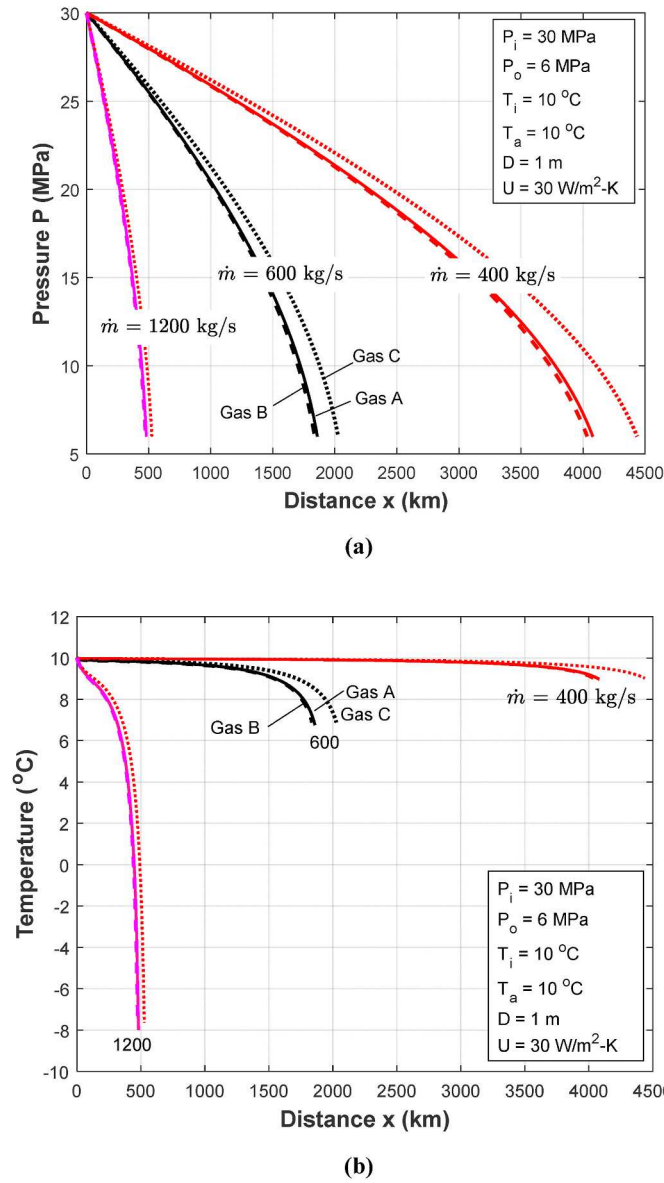 30
25
20
15
10
5
Pressure P (MPa)
P_i = 30 MPa
P_o = 6 MPa
T_i = 10 °C
T_a = 10 °C
D = 1 m
U = 30 W/m²-K
ṁ = 600 kg/s
ṁ = 400 kg/s
ṁ = 1200 kg/s
Gas C
Gas B
Gas A
0 500 1000 1500 2000 2500 3000 3500 4000 4500
Distance x (km)
(a)
12
10
8
6
4
2
0
-2
-4
-6
-8
-10
Temperature (°C)
Gas A
Gas B
Gas C
600
ṁ = 400 kg/s
1200
P_i = 30 MPa
P_o = 6 MPa
T_i = 10 °C
T_a = 10 °C
D = 1 m
U = 30 W/m²-K
0 500 1000 1500 2000 2500 3000 3500 4000
Distance x (km)
(b)